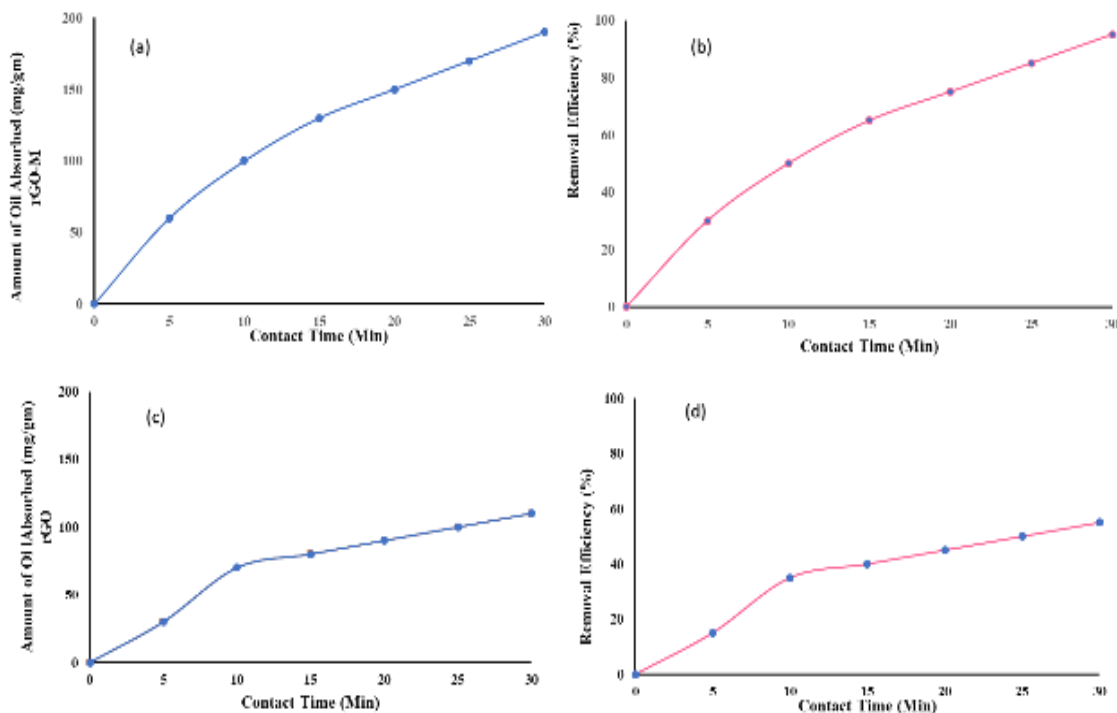 (a)
Amount of Oil Absorbed (mg/gm)
rGO-M
200
150
100
50
0
0 5 10 15 20 25 30
Contact Time (Min)
(b)
Removal Efficiency (%)
100
80
60
40
20
0
0 5 10 15 20 25 30
Contact Time (Min)
(c)
Amount of Oil lAbsorbed (mg/gm)
rGO
200
150
100
50
0
0 5 10 15 20 25 30
Contact Time (Min)
(d)
Removal Efficiency (%)
100
80
60
40
20
0
0 5 10 15 20 25 30
Contact Time (Min)